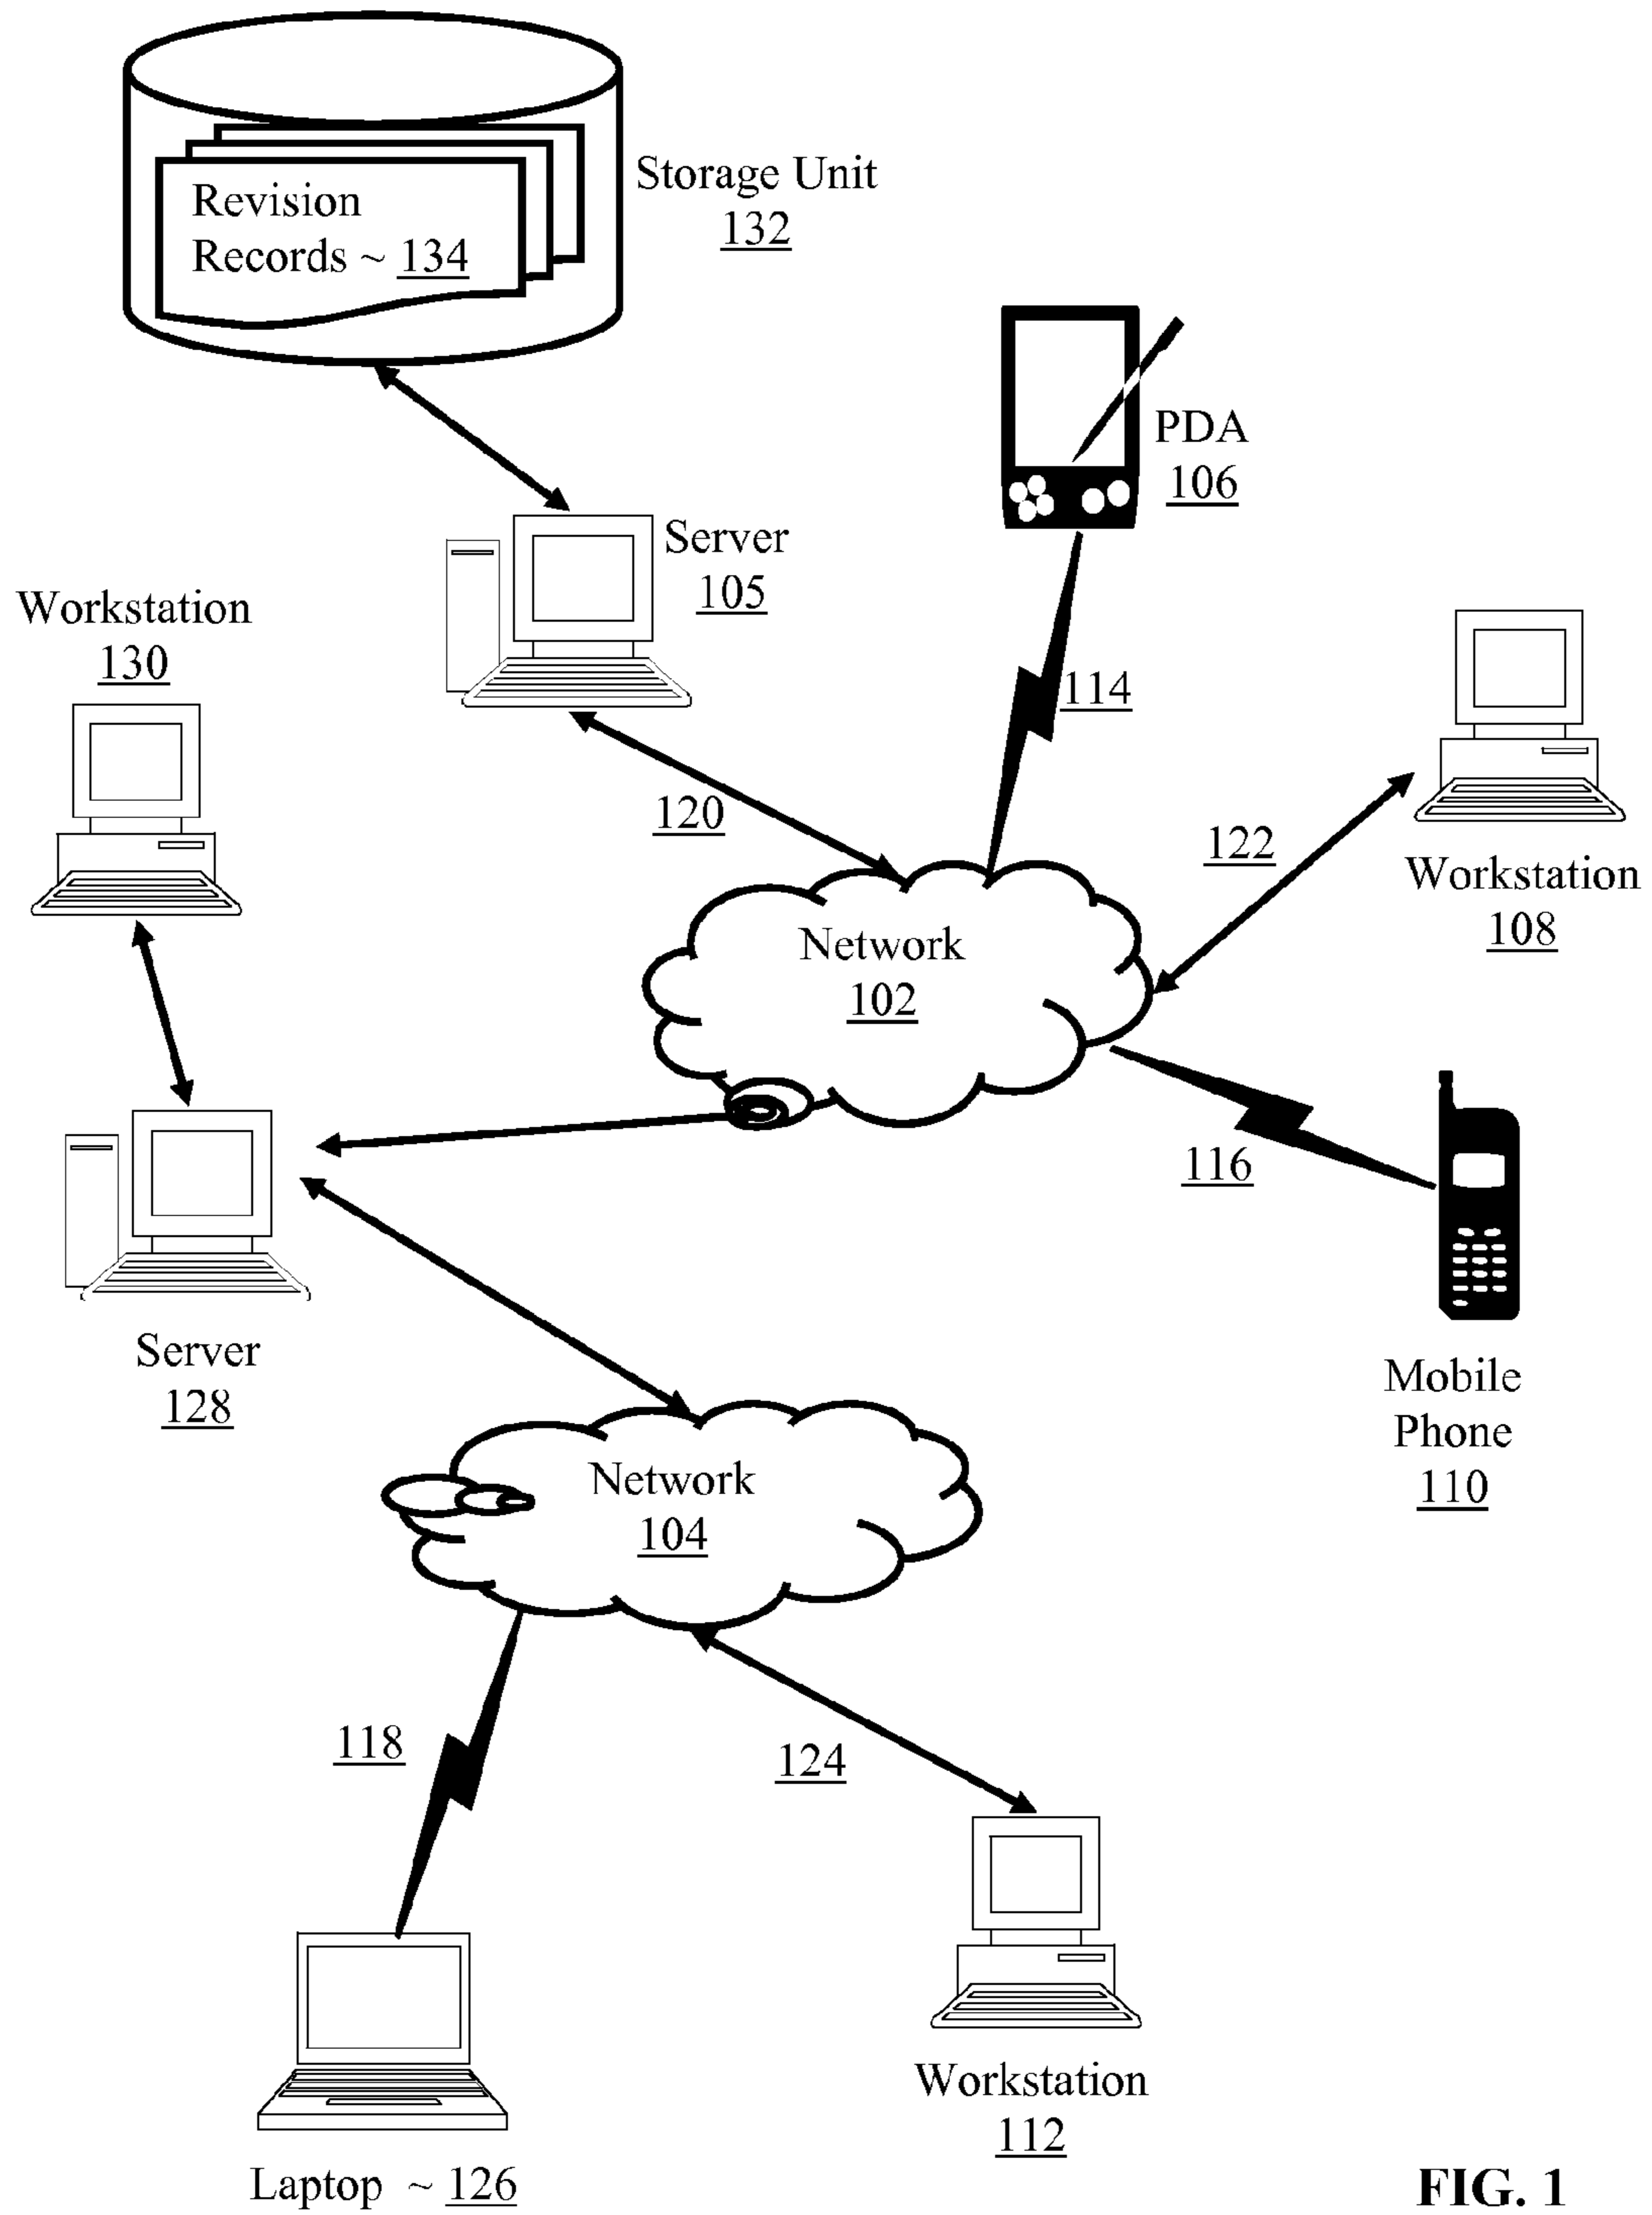 Revision
Records ~ 134
Storage Unit
132
PDA
106
Server
105
Workstation
130
114
120
122
Workstation
108
Network
102
116
Server
128
Mobile
Phone
110
Network
104
118
124
Workstation
112
Laptop ~ 126
FIG. 1